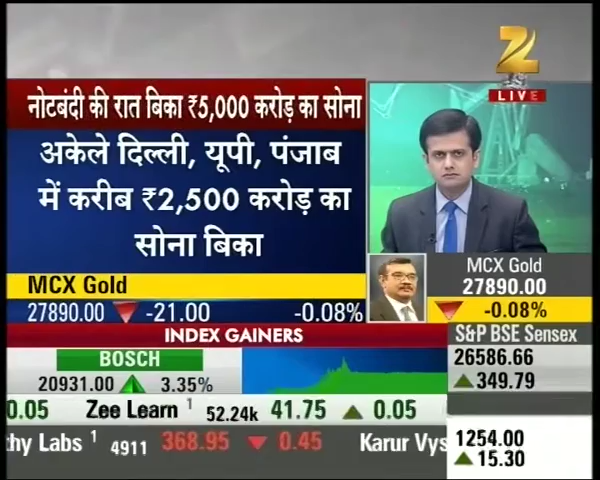 LIVE
नोटबंदी की रात बिका ₹5,000 करोड़ का सोना
अकेले दिल्ली, यूपी, पंजाब
में करीब ₹2,500 करोड़ का
सोना बिका
MCX Gold
27890.00 -21.00 -0.08%
MCX Gold
27890.00
-0.08%
INDEX GAINERS
BOSCH
20931.00 3.35%
S&P BSE Sensex
26586.66
349.79
0.05 Zee Learn 1 52.24k 41.75 0.05
thy Labs 1 4911 368.95 0.45 Karur Vys
1254.00
15.30